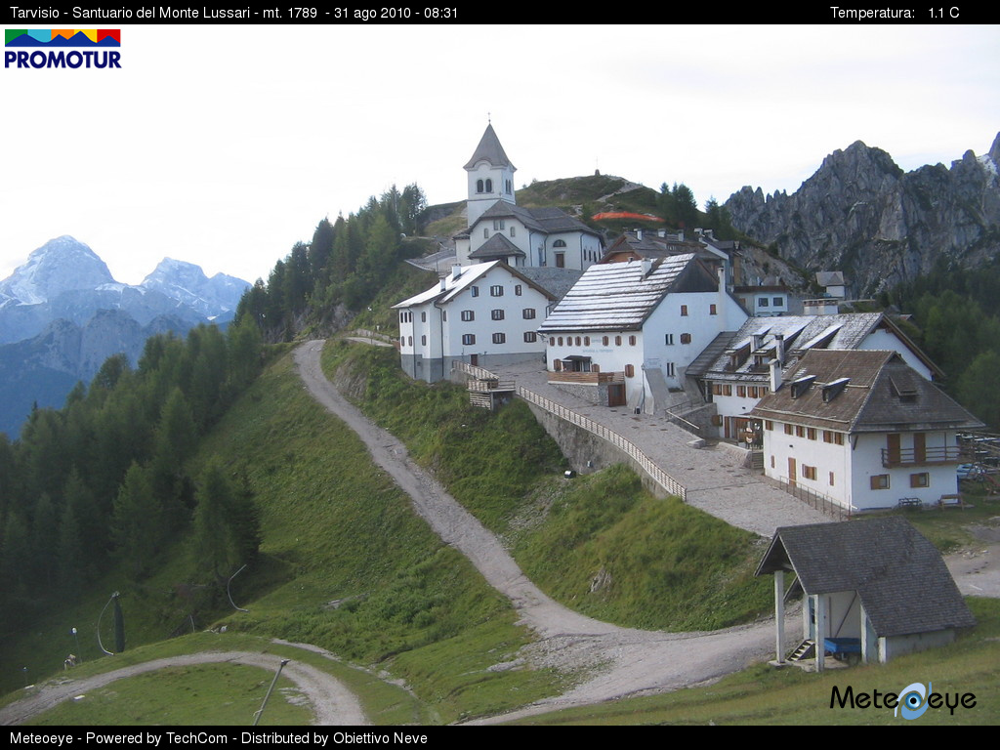 Tarvisio - Santuario del Monte Lussari - mt. 1789 - 31 ago 2010 - 08:31 Temperatura: 1.1 C
PROMOTUR
Meteoeye
Meteoeye - Powered by TechCom - Distributed by Obiettivo Neve